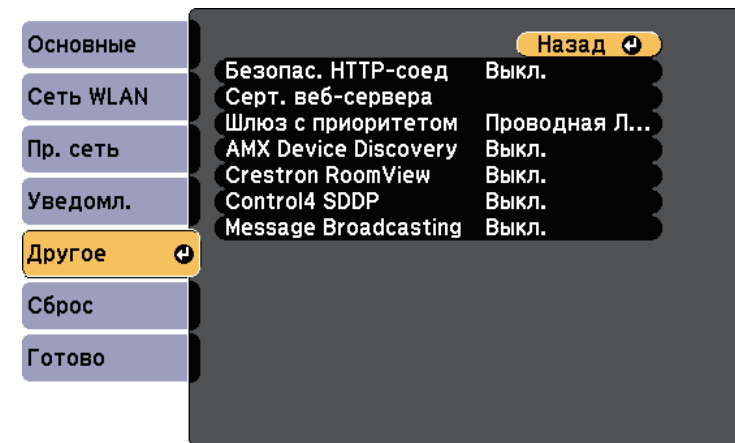 Основные
Сеть WLAN
Пр. сеть
Уведомл.
Другое
Сброс
Готово
Назад
Безопас. HTTP-соед Выкл.
Серт. веб-сервера
Шлюз с приоритетом Проводная Л...
AMX Device Discovery Выкл.
Crestron RoomView Выкл.
Control4 SDDP Выкл.
Message Broadcasting Выкл.